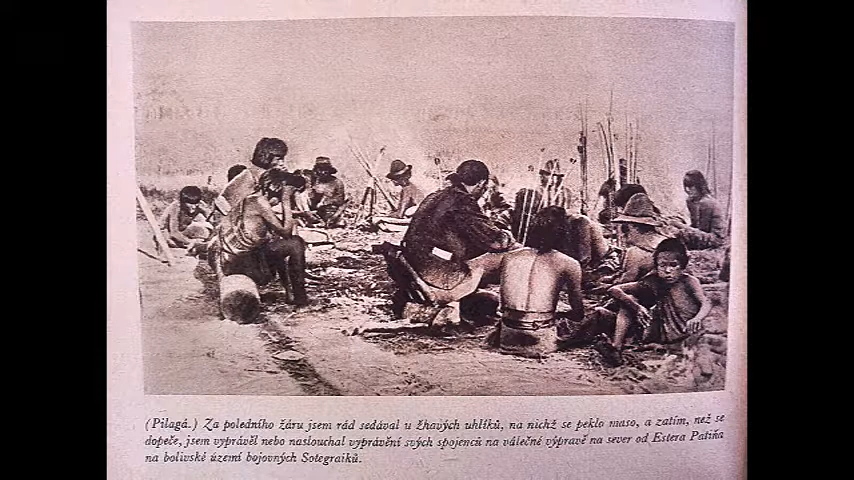 (Pilagá.) Za poledního žáru jsem rád sedával u žhavých uhlíků, na nichž se peklo maso, a zatím, než se
dopeče, jsem vyprávěl nebo naslouchal vyprávění svých spojenců na válečné výpravě na sever od Estera Patiña
na bolivské území bojovných Sotegraiků.